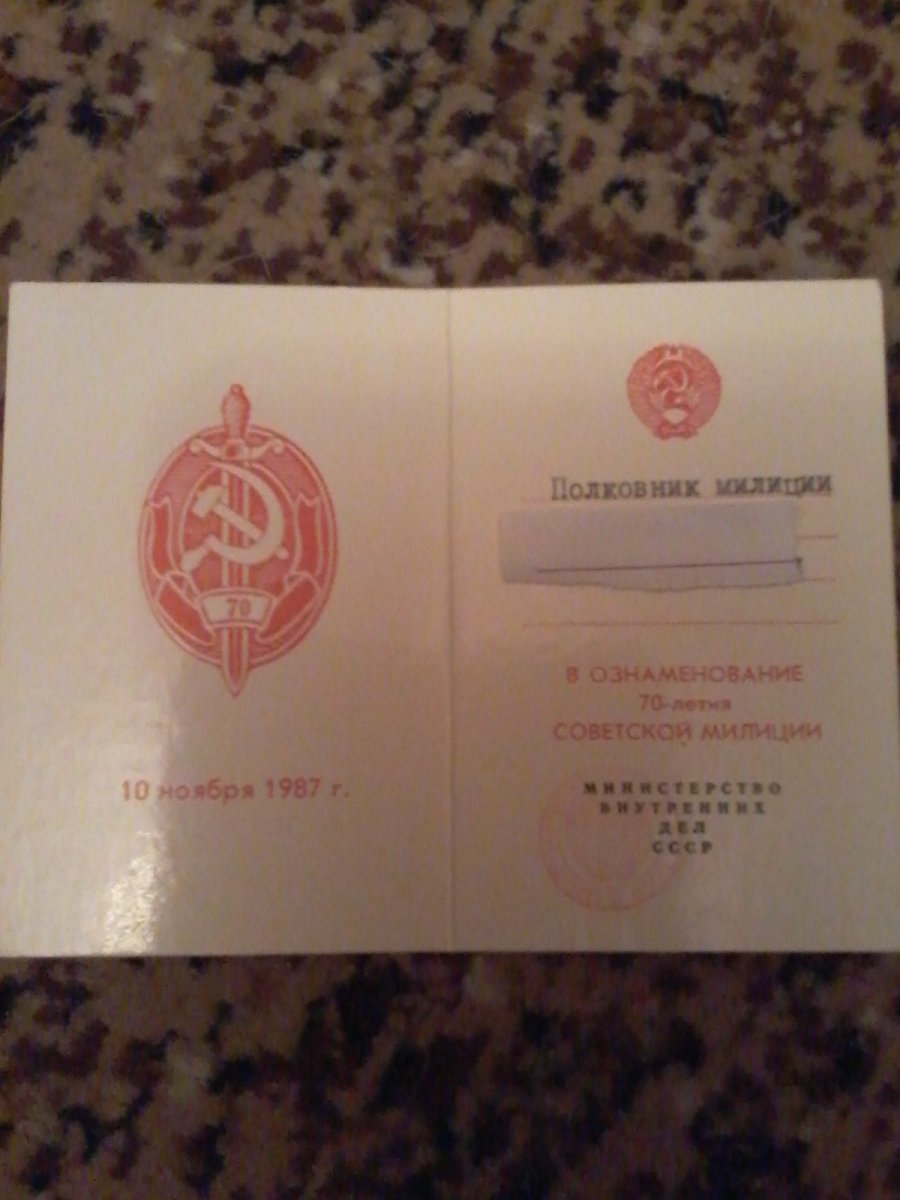 70
10 ноября 1987 г.
Полковник милиции
В ОЗНАМЕНОВАНИЕ
70-летия
СОВЕТСКОЙ МИЛИЦИИ
МИНИСТЕРСТВО
ВНУТРЕННИХ
ДЕЛ
СССР